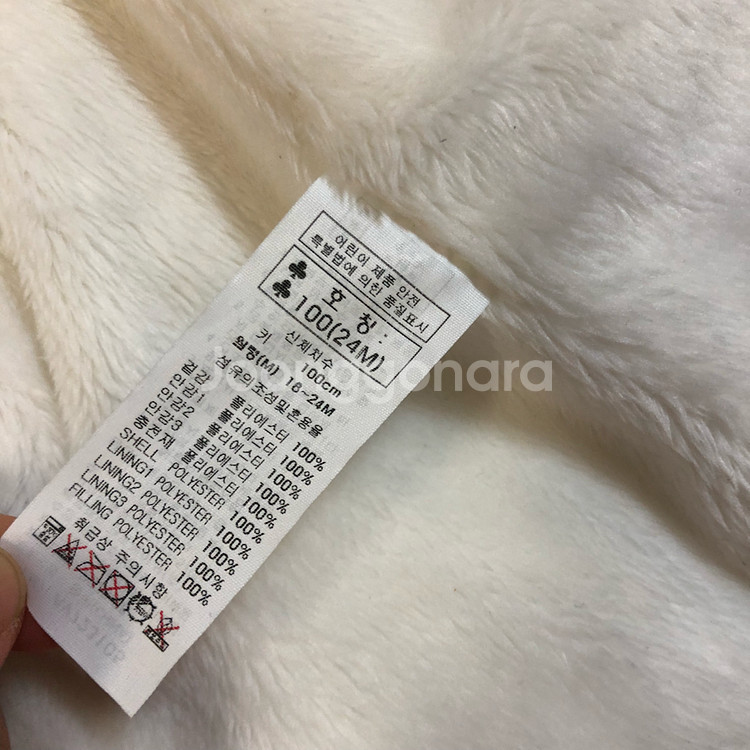 어린이 제품 안전
특별법에 의한 품질표시
♣ 호 칭:
♣ 100(24M)
신체치수
키 100cm
월령(M) 18~24M
섬유의조성및혼용율
겉감 폴리에스터 100%
안감1 폴리에스터 100%
안감2 폴리에스터 100%
안감3 폴리에스터 100%
충전재 폴리에스터 100%
SHELL POLYESTER 100%
LINING1 POLYESTER 100%
LINING2 POLYESTER 100%
LINING3 POLYESTER 100%
FILLING POLYESTER 100%
취급상 주의사항
Joonggonara